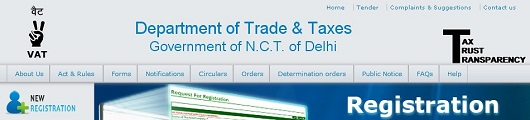 वैट
VAT
Home Tender Complaints & Suggestions Contact us
Department of Trade & Taxes
Government of N.C.T. of Delhi
TAX
TRUST
TRANSPARENCY
About Us Act & Rules Forms Notifications Circulars Orders Determination orders Public Notice FAQs Help
NEW
REGISTRATION
Request For Registration
Registration